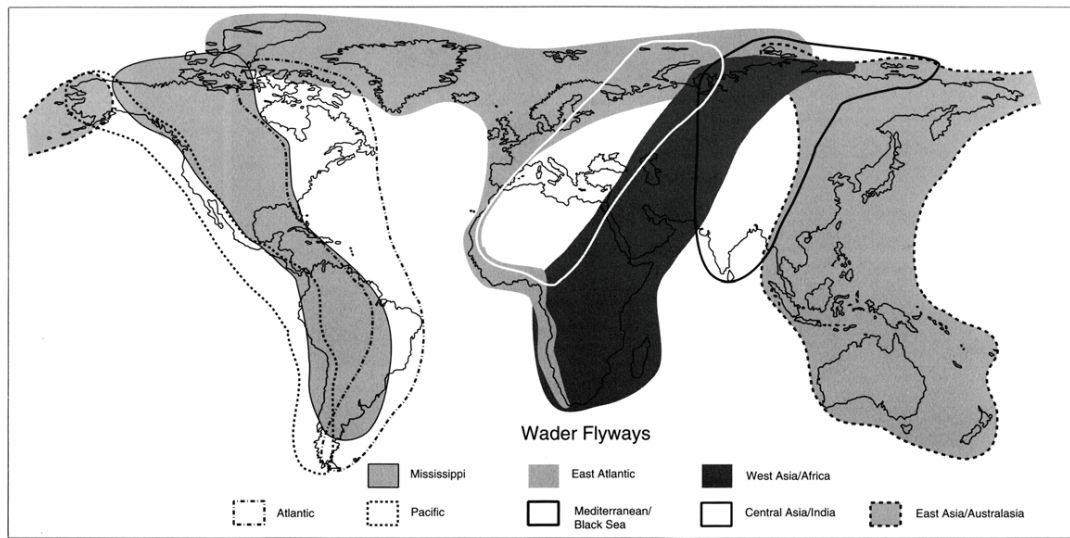 Wader Flyways
Mississippi
East Atlantic
West Asia/Africa
Atlantic
Pacific
Mediterranean/
Black Sea
Central Asia/India
East Asia/Australasia